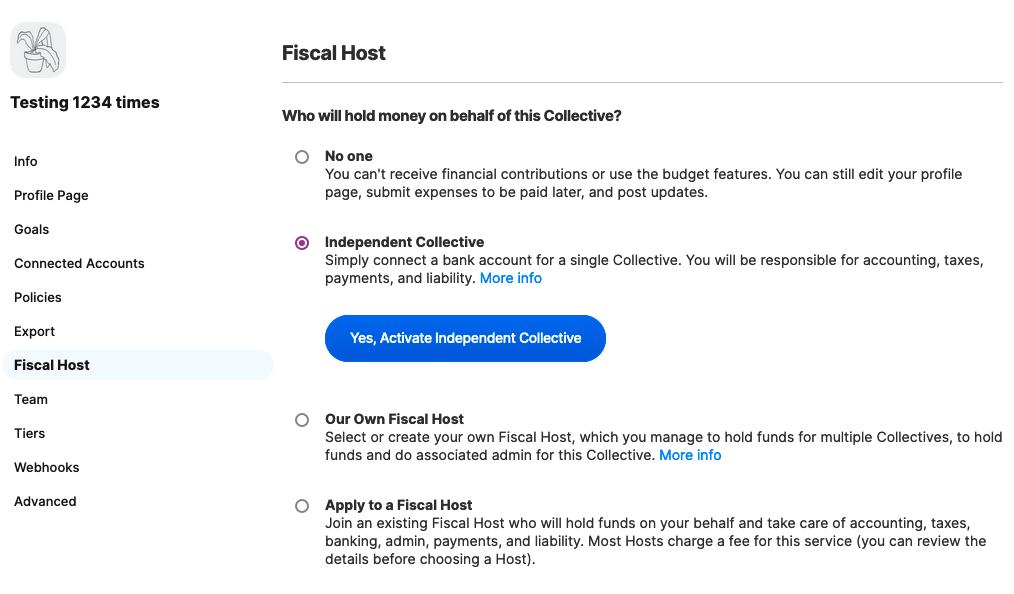 Testing 1234 times
Info
Profile Page
Goals
Connected Accounts
Policies
Export
Fiscal Host
Team
Tiers
Webhooks
Advanced
Fiscal Host
Who will hold money on behalf of this Collective?
No one
You can't receive financial contributions or use the budget features. You can still edit your profile
page, submit expenses to be paid later, and post updates.
Independent Collective
Simply connect a bank account for a single Collective. You will be responsible for accounting, taxes,
payments, and liability. More info
Yes, Activate Independent Collective
Our Own Fiscal Host
Select or create your own Fiscal Host, which you manage to hold funds for multiple Collectives, to hold
funds and do associated admin for this Collective. More info
Apply to a Fiscal Host
Join an existing Fiscal Host who will hold funds on your behalf and take care of accounting, taxes,
banking, admin, payments, and liability. Most Hosts charge a fee for this service (you can review the
details before choosing a Host).